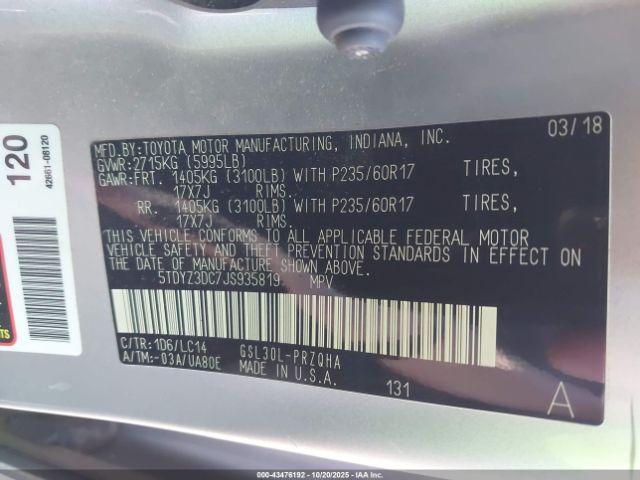 120
42661-08120
MFD.BY:TOYOTA MOTOR MANUFACTURING, INDIANA, INC. 03/18
GVWR:2715KG (5995LB)
GAWR:FRT. 1405KG (3100LB) WITH P235/60R17 TIRES,
17X7J RIMS.
RR. 1405KG (3100LB) WITH P235/60R17 TIRES,
17X7J RIMS.
THIS VEHICLE CONFORMS TO ALL APPLICABLE FEDERAL MOTOR
VEHICLE SAFETY AND THEFT PREVENTION STANDARDS IN EFFECT ON
THE DATE OF MANUFACTURE SHOWN ABOVE.
5TDYZ3DC7JS935819 MPV
C/TR:1D6/LC14 GSL30L-PRZQHA
A/TM:-03A/UA80E MADE IN U.S.A.
131
A
000-43476192 - 10/20/2025 - IAA Inc.